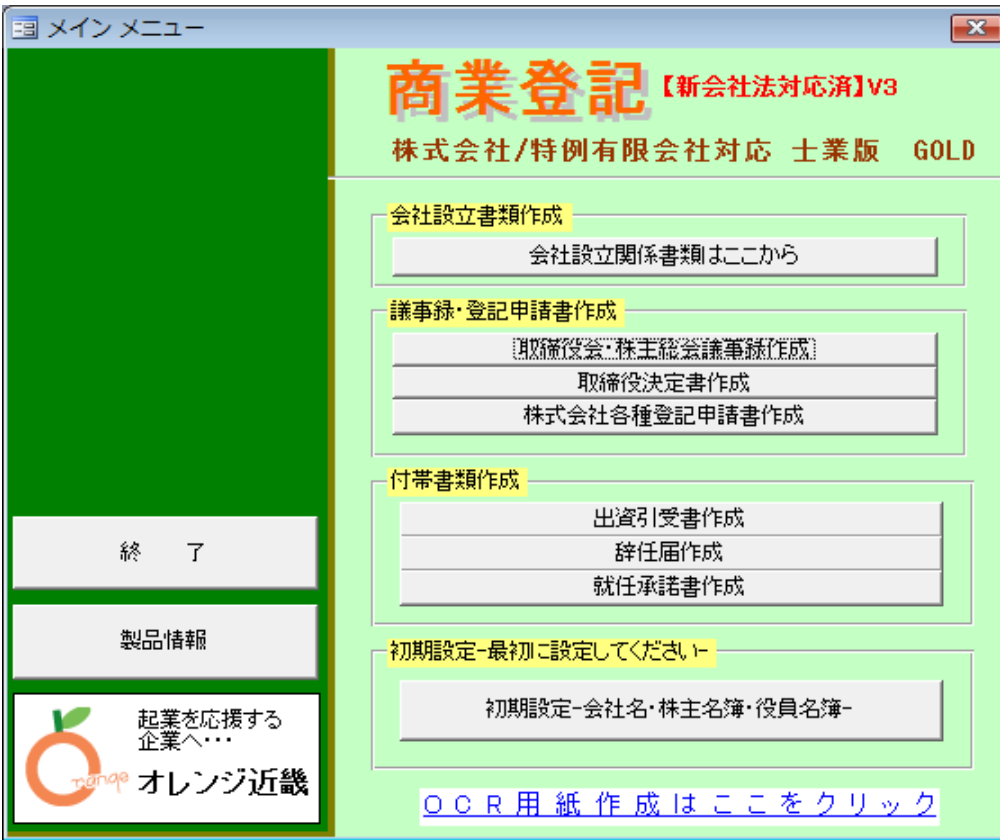 メイン メニュー
商業登記【新会社法対応済】V3
株式会社/特例有限会社対応 士業版 GOLD
会社設立書類作成
会社設立関係書類はここから
議事録・登記申請書作成
取締役会・株主総会議事録作成
取締役決定書作成
株式会社各種登記申請書作成
付帯書類作成
出資引受書作成
辞任届作成
就任承諾書作成
初期設定-最初に設定してください-
初期設定-会社名・株主名簿・役員名簿-
OCR用紙作成はここをクリック
終 了
製品情報
起業を応援する
企業へ・・・
Orange
オレンジ近畿